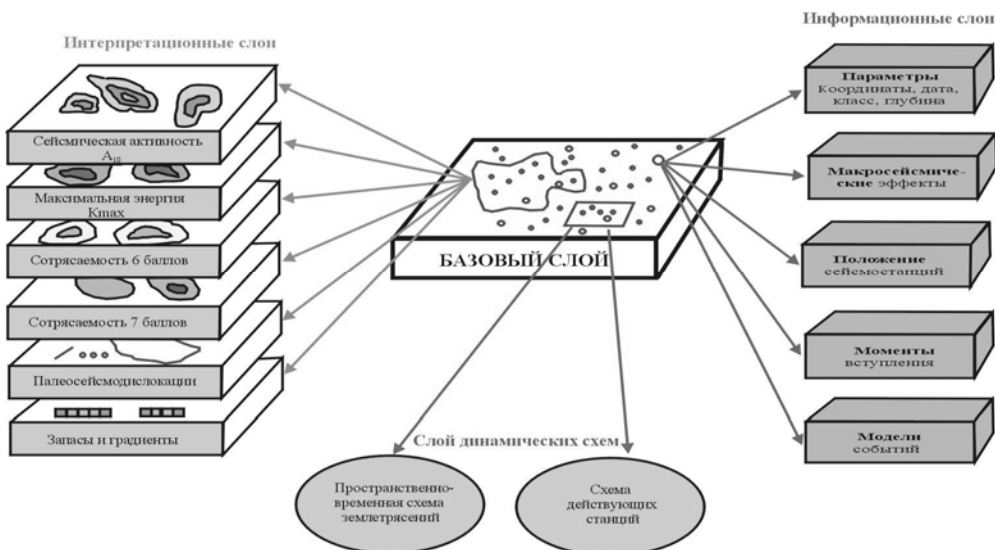 Интерпретационные слои
Сейсмическая активность
A10
Максимальная энергия
Kmax
Сотрясаемость 6 баллов
Сотрясаемость 7 баллов
Палеосейсмодислокации
Запасы и градиенты
БАЗОВЫЙ СЛОЙ
Информационные слои
Параметры
координаты, дата,
класс, глубина
Макросейсмиче-
ские эффекты
Положение
сейсмостанций
Моменты
вступления
Модели
событий
Слой динамических схем
Пространственно-
временная схема
землетрясений
Схема
действующих
станций